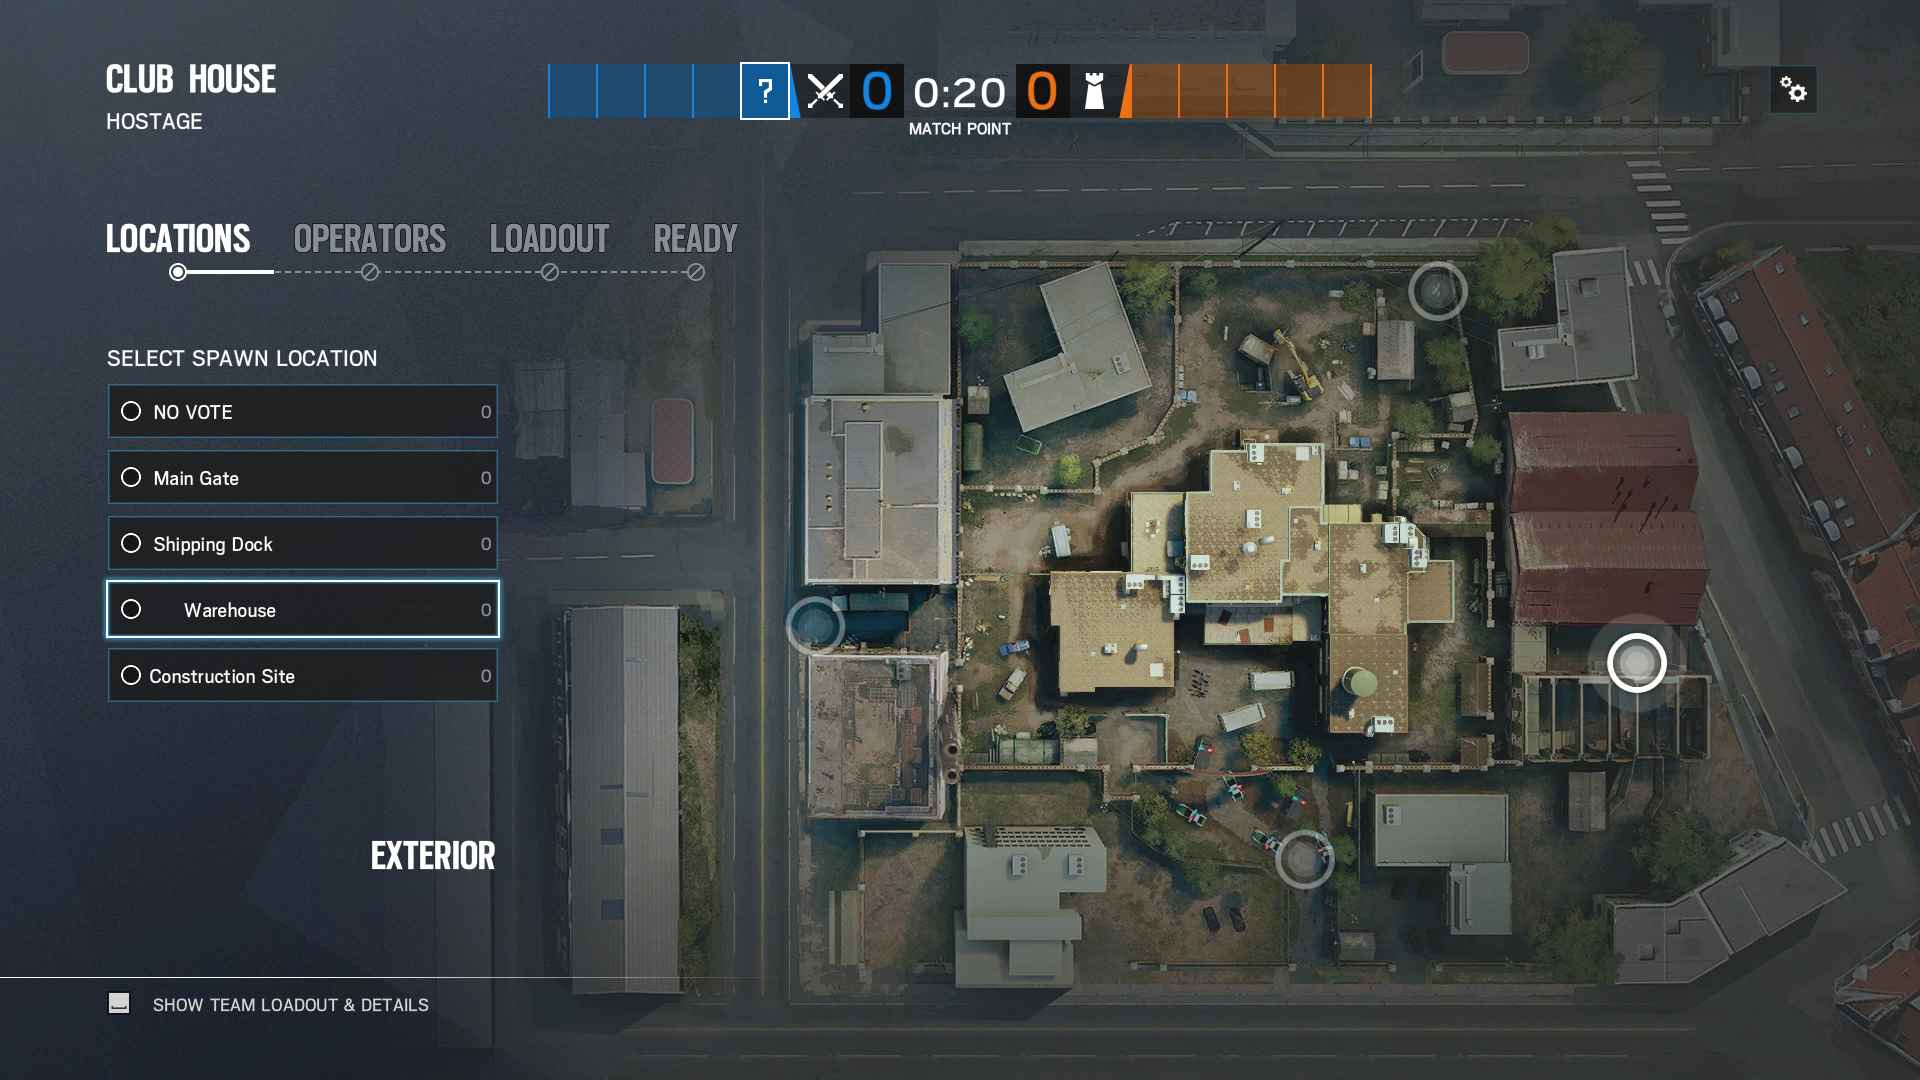 CLUB HOUSE
HOSTAGE
?
0
0:20
0
MATCH POINT
LOCATIONS
OPERATORS
LOADOUT
READY
SELECT SPAWN LOCATION
NO VOTE 0
Main Gate 0
Shipping Dock 0
Warehouse 0
Construction Site 0
EXTERIOR
SHOW TEAM LOADOUT & DETAILS